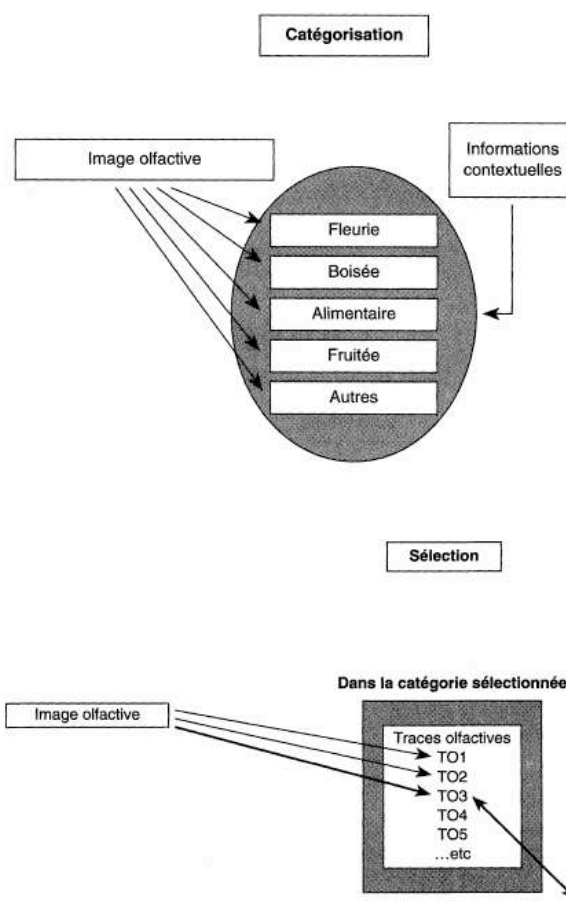 Catégorisation
Image olfactive
Informations
contextuelles
Fleurie
Boisée
Alimentaire
Fruitée
Autres
Sélection
Dans la catégorie sélectionnée
Image olfactive
Traces olfactives
TO1
TO2
TO3
TO4
TO5
...etc